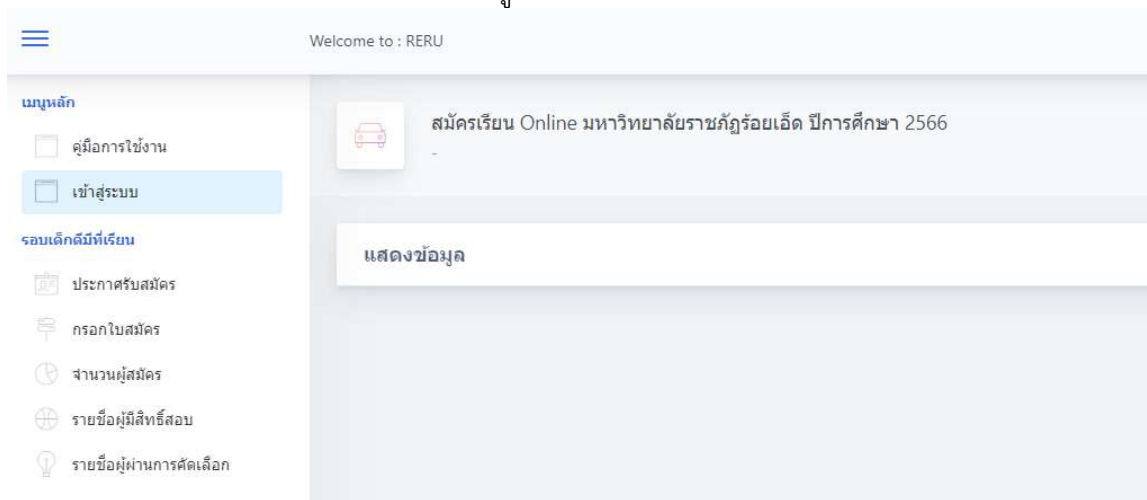 Welcome to : RERU
เมนูหลัก
คู่มือการใช้งาน
เข้าสู่ระบบ
รอบเด็กดีมีที่เรียน
ประกาศรับสมัคร
กรอกใบสมัคร
จำนวนผู้สมัคร
รายชื่อผู้มีสิทธิ์สอบ
รายชื่อผู้ผ่านการคัดเลือก
สมัครเรียน Online มหาวิทยาลัยราชภัฏร้อยเอ็ด ปีการศึกษา 2566
-
แสดงข้อมูล